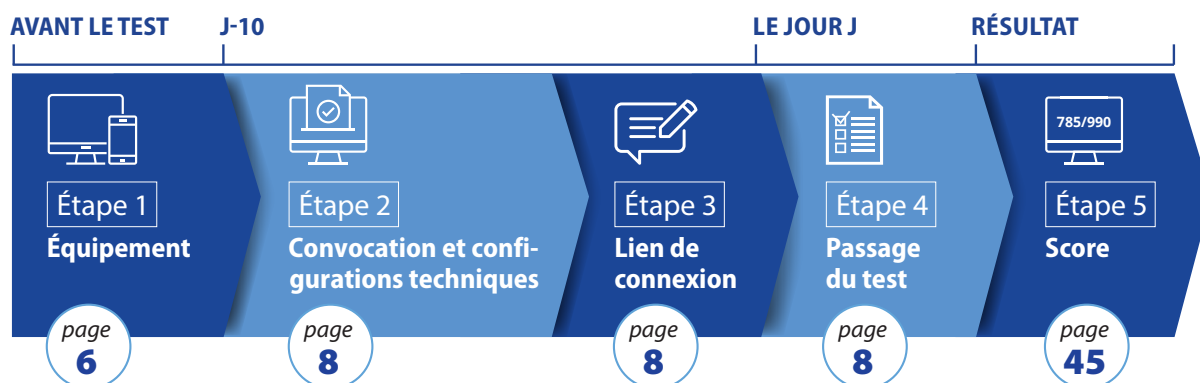 AVANT LE TEST
J-10
LE JOUR J
RÉSULTAT
Étape 1
Équipement
page
6
Étape 2
Convocation et confi-
gurations techniques
page
8
Étape 3
Lien de
connexion
page
8
Étape 4
Passage
du test
page
8
785/990
Étape 5
Score
page
45